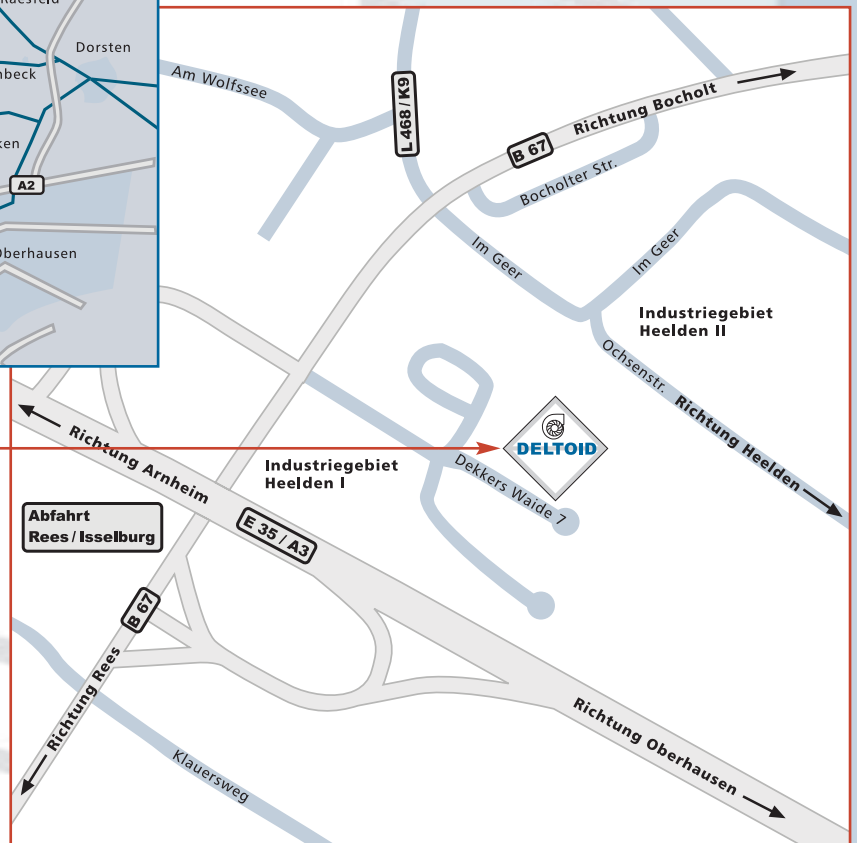 Dorsten
A2
Am Wolfssee
L 468 / K9
B 67
Richtung Bocholt
Bocholter Str.
Im Geer
Im Geer
Industriegebiet
Heelden II
Ochsenstr.
Richtung Heelden
DELTOID
Dekkers Waide 7
Industriegebiet
Heelden I
Richtung Arnheim
E 35 / A3
Abfahrt
Rees / Isselburg
B 67
Richtung Rees
Richtung Oberhausen
Klauersweg